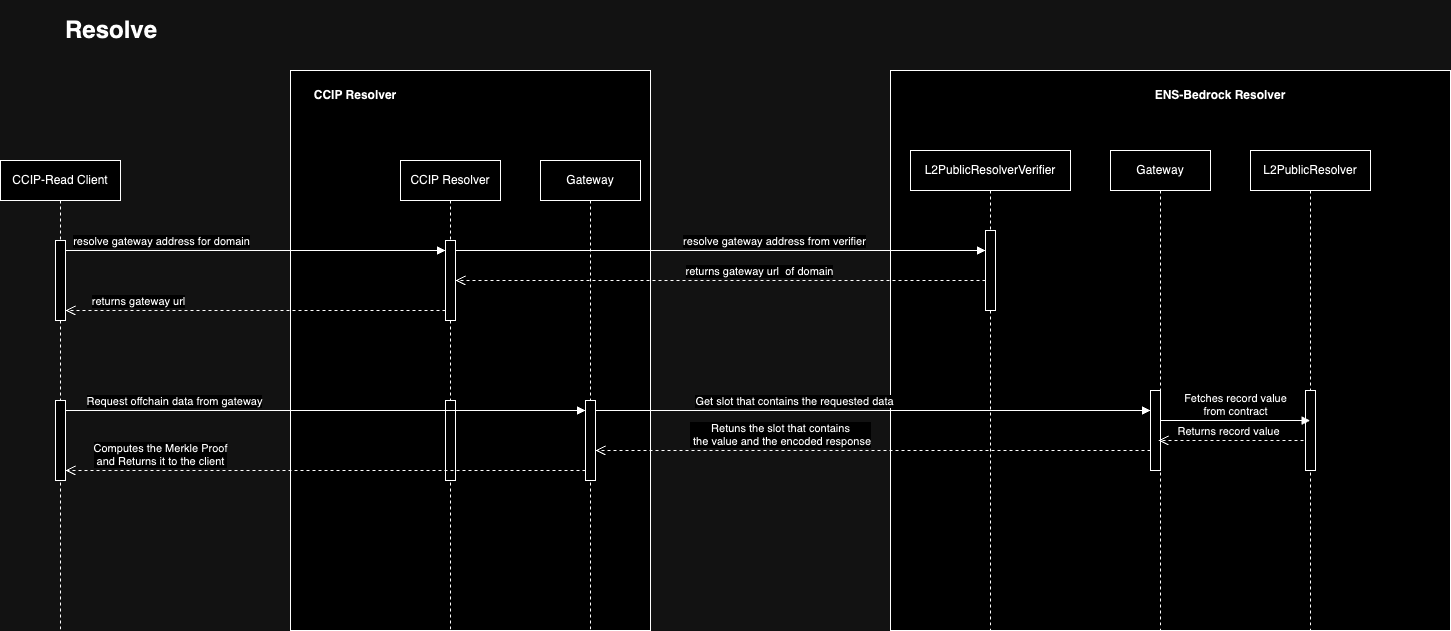 Resolve
CCIP Resolver
ENS-Bedrock Resolver
CCIP-Read Client
CCIP Resolver
Gateway
L2PublicResolverVerifier
Gateway
L2PublicResolver
resolve gateway address for domain
resolve gateway address from verifier
returns gateway url  of domain
returns gateway url
Request offchain data from gateway
Get slot that contains the requested data
Fetches record value
from contract
Retuns the slot that contains
the value and the encoded response
Returns record value
Computes the Merkle Proof
and Returns it to the client